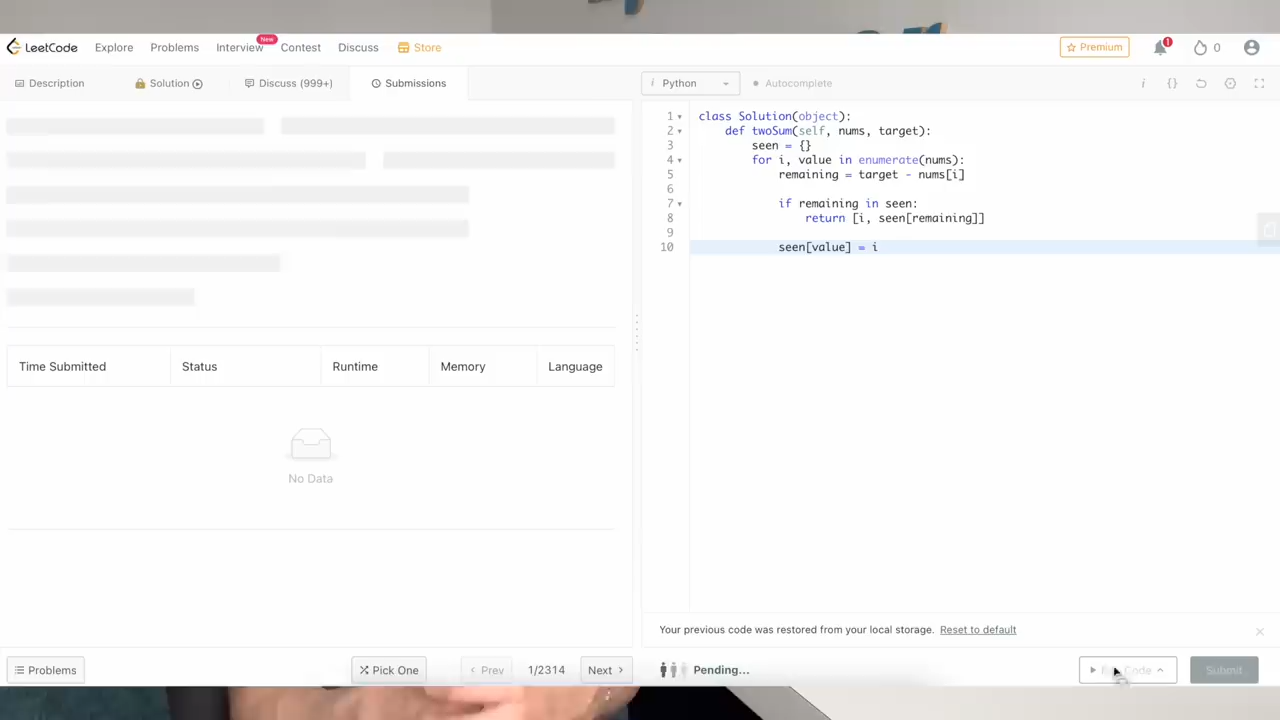 LeetCode Explore Problems Interview New Contest Discuss Store Premium 1 0
Description Solution Discuss (999+) Submissions
i Python Autocomplete i {}
1 class Solution(object):
2 def twoSum(self, nums, target):
3 seen = {}
4 for i, value in enumerate(nums):
5 remaining = target - nums[i]
6
7 if remaining in seen:
8 return [i, seen[remaining]]
9
10 seen[value] = i
Time Submitted Status Runtime Memory Language
No Data
Your previous code was restored from your local storage. Reset to default
Problems Pick One Prev 1/2314 Next Pending... Code Submit